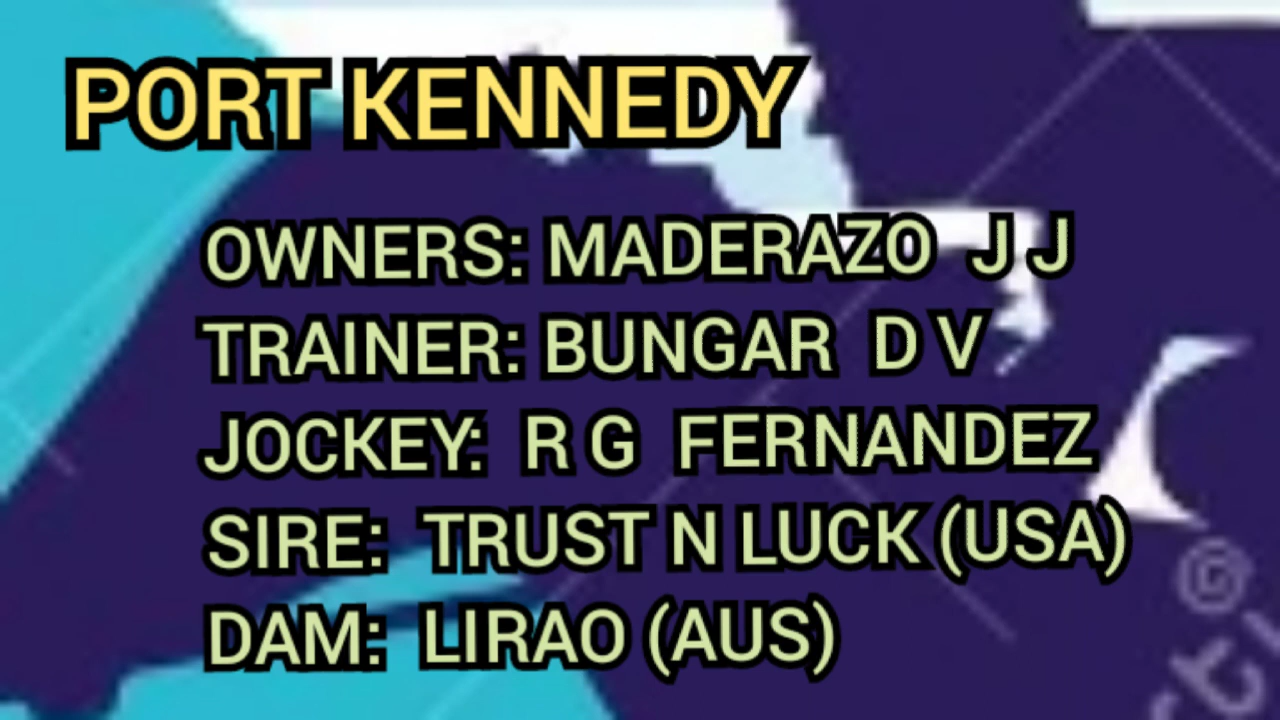 PORT KENNEDY
OWNERS: MADERAZO J J
TRAINER: BUNGAR D V
JOCKEY: R G FERNANDEZ
SIRE: TRUST N LUCK (USA)
DAM: LIRAO (AUS)